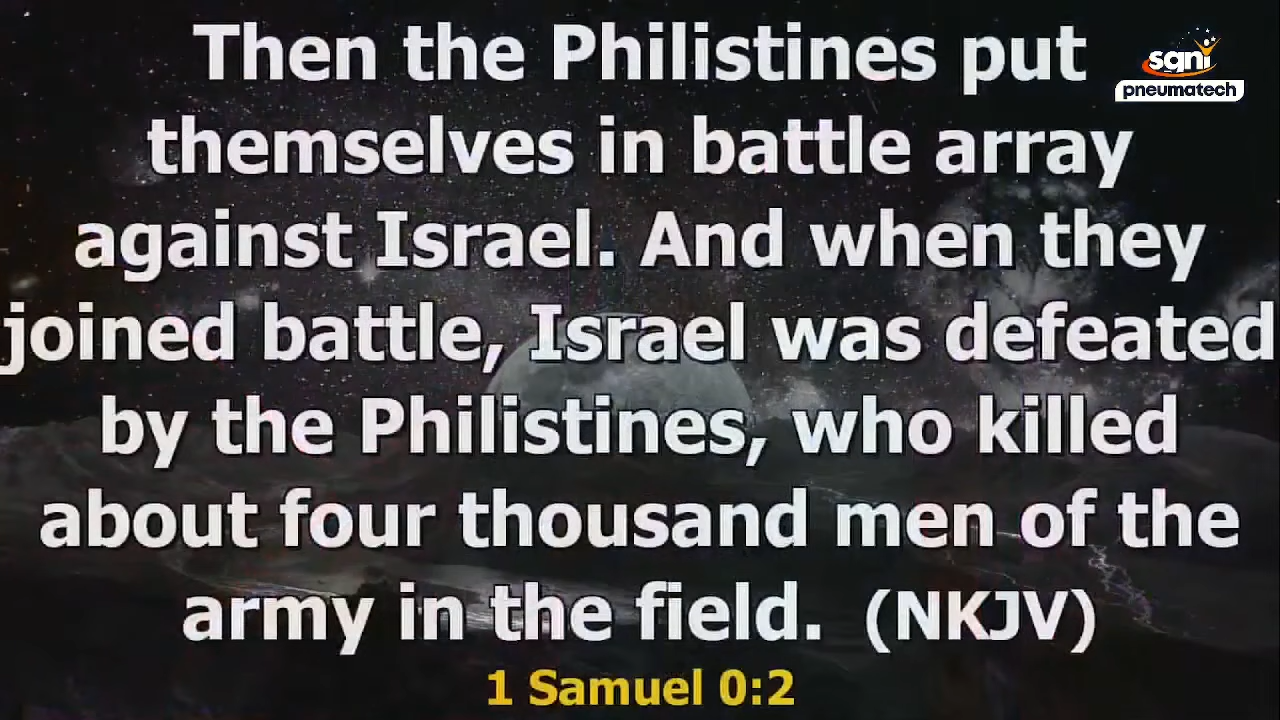 Then the Philistines put
themselves in battle array
against Israel. And when they
joined battle, Israel was defeated
by the Philistines, who killed
about four thousand men of the
army in the field. (NKJV)
1 Samuel 0:2
sgni
pneumatech